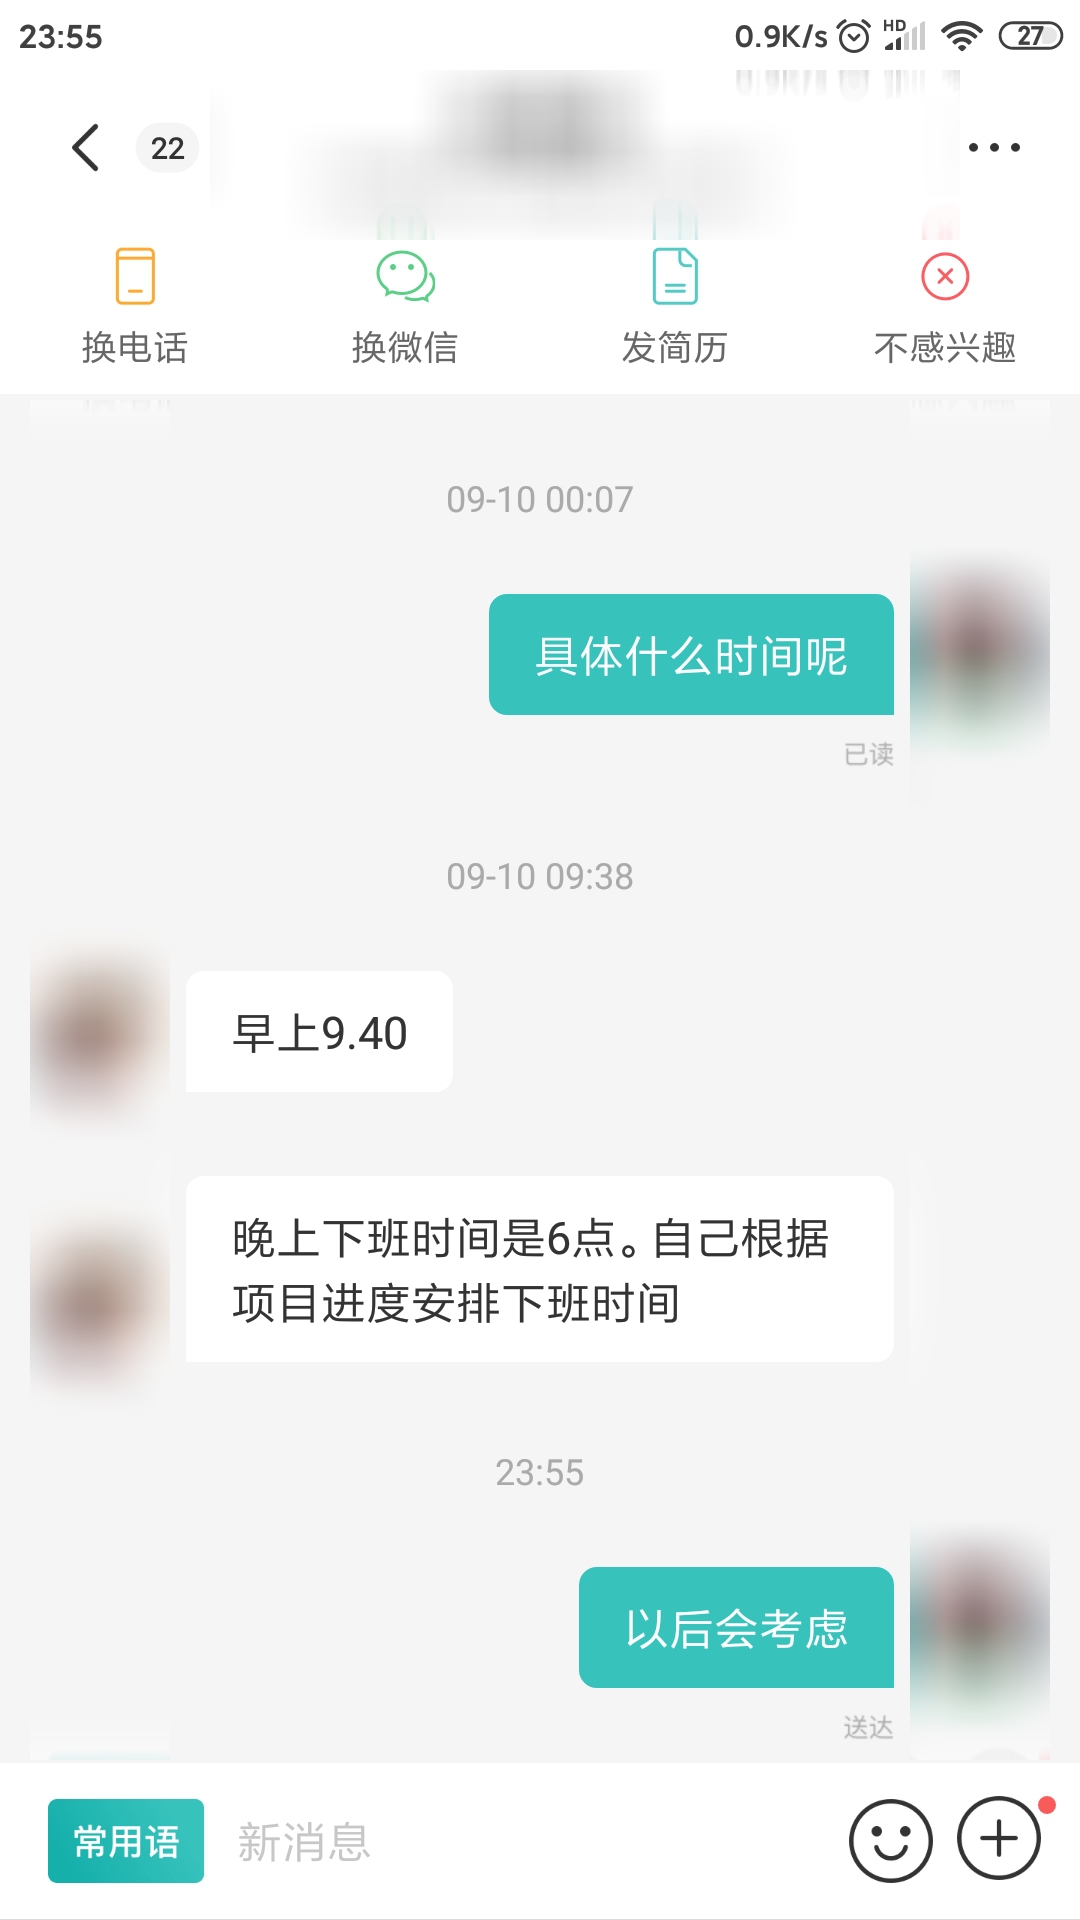 23:55
0.9K/s
HD
27
22
换电话
换微信
发简历
不感兴趣
09-10 00:07
具体什么时间呢
已读
09-10 09:38
早上9.40
晚上下班时间是6点。自己根据
项目进度安排下班时间
23:55
以后会考虑
送达
常用语
新消息